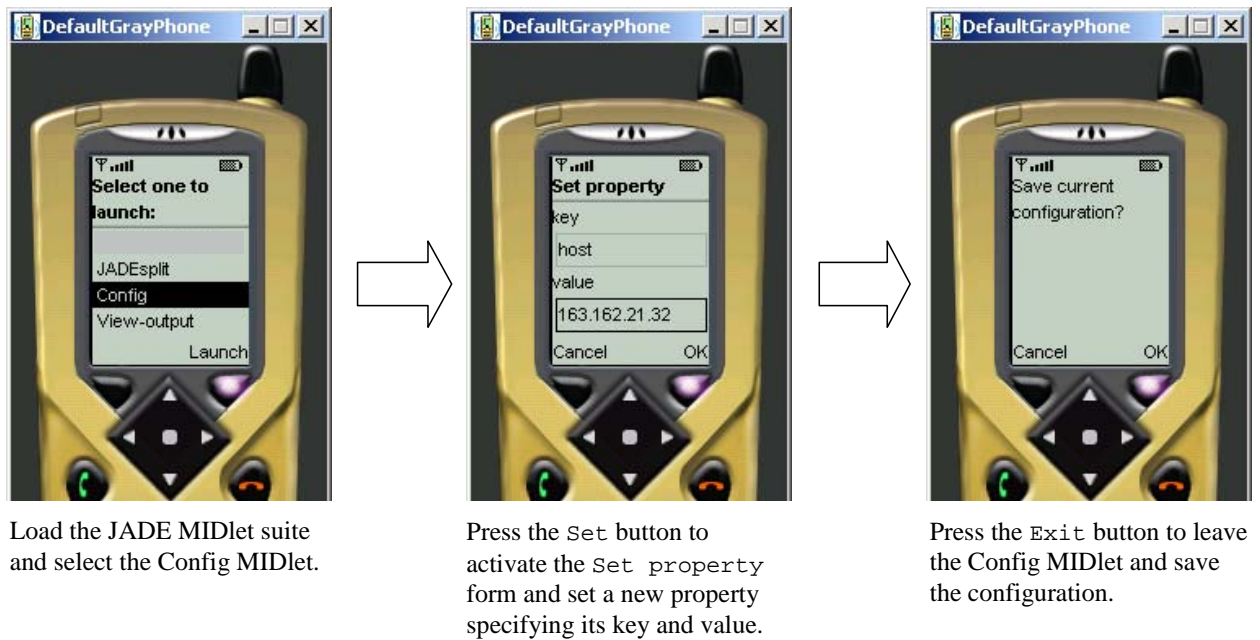 DefaultGrayPhone
Select one to
launch:
JADEsplit
Config
View-output
Launch
Load the JADE MIDlet suite
and select the Config MIDlet.
DefaultGrayPhone
Set property
key
host
value
163.162.21.32
Cancel OK
Press the Set button to
activate the Set property
form and set a new property
specifying its key and value.
DefaultGrayPhone
Save current
configuration?
Cancel OK
Press the Exit button to leave
the Config MIDlet and save
the configuration.